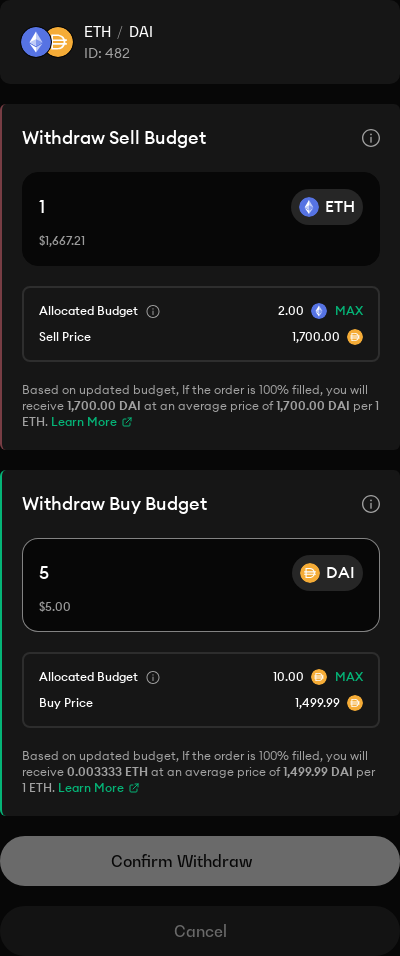 ETH / DAI
ID: 482
Withdraw Sell Budget
1
ETH
$1,667.21
Allocated Budget 2.00 MAX
Sell Price 1,700.00
Based on updated budget, If the order is 100% filled, you will
receive 1,700.00 DAI at an average price of 1,700.00 DAI per 1
ETH. Learn More
Withdraw Buy Budget
5
DAI
$5.00
Allocated Budget 10.00 MAX
Buy Price 1,499.99
Based on updated budget, If the order is 100% filled, you will
receive 0.003333 ETH at an average price of 1,499.99 DAI per
1 ETH. Learn More
Confirm Withdraw
Cancel